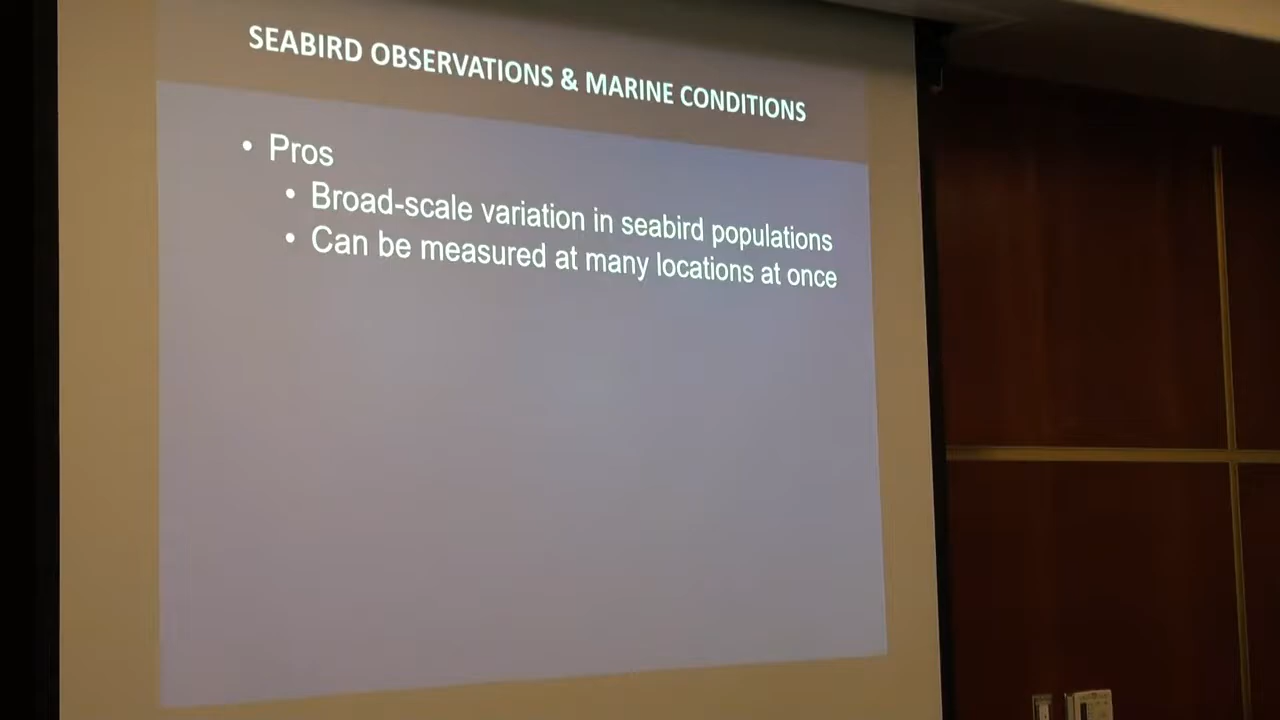 SEABIRD OBSERVATIONS & MARINE CONDITIONS
• Pros
• Broad-scale variation in seabird populations
• Can be measured at many locations at once